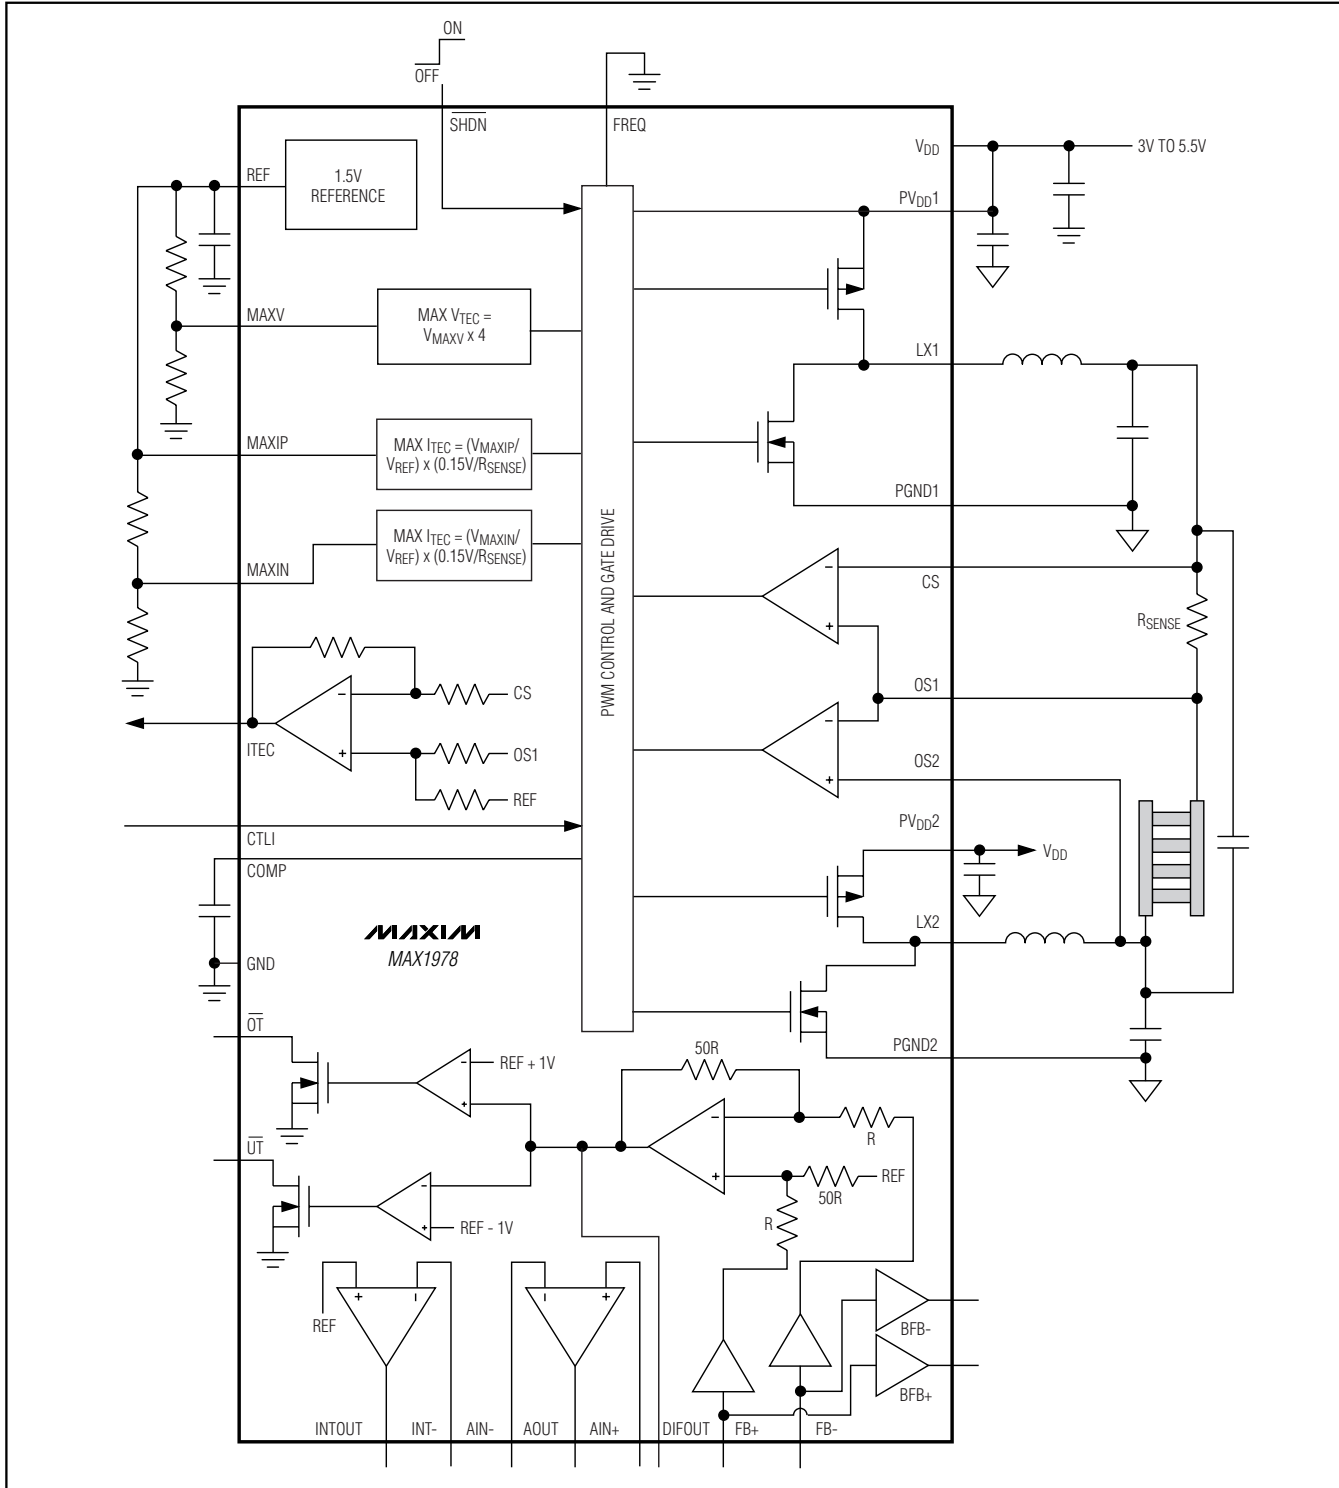 ON
OFF
SHDN
FREQ
VDD
3V TO 5.5V
REF
1.5V
REFERENCE
PVDD1
MAXV
MAX VTEC =
VMAXV x 4
LX1
MAXIP
MAX ITEC = (VMAXIP/
VREF) x (0.15V/RSENSE)
PGND1
MAXIN
MAX ITEC = (VMAXIN/
VREF) x (0.15V/RSENSE)
PWM CONTROL AND GATE DRIVE
-
CS
+
RSENSE
-
CS
OS1
-
ITEC
+
OS1
OS2
+
REF
CTLI
PVDD2
COMP
VDD
MAXIM
MAX1978
LX2
GND
OT
PGND2
50R
-
REF + 1V
+
-
R
UT
+
REF
50R
-
R
+
REF - 1V
+
-
-
+
REF
BFB-
BFB+
INTOUT
INT-
AIN-
AOUT
AIN+
DIFOUT
FB+
FB-